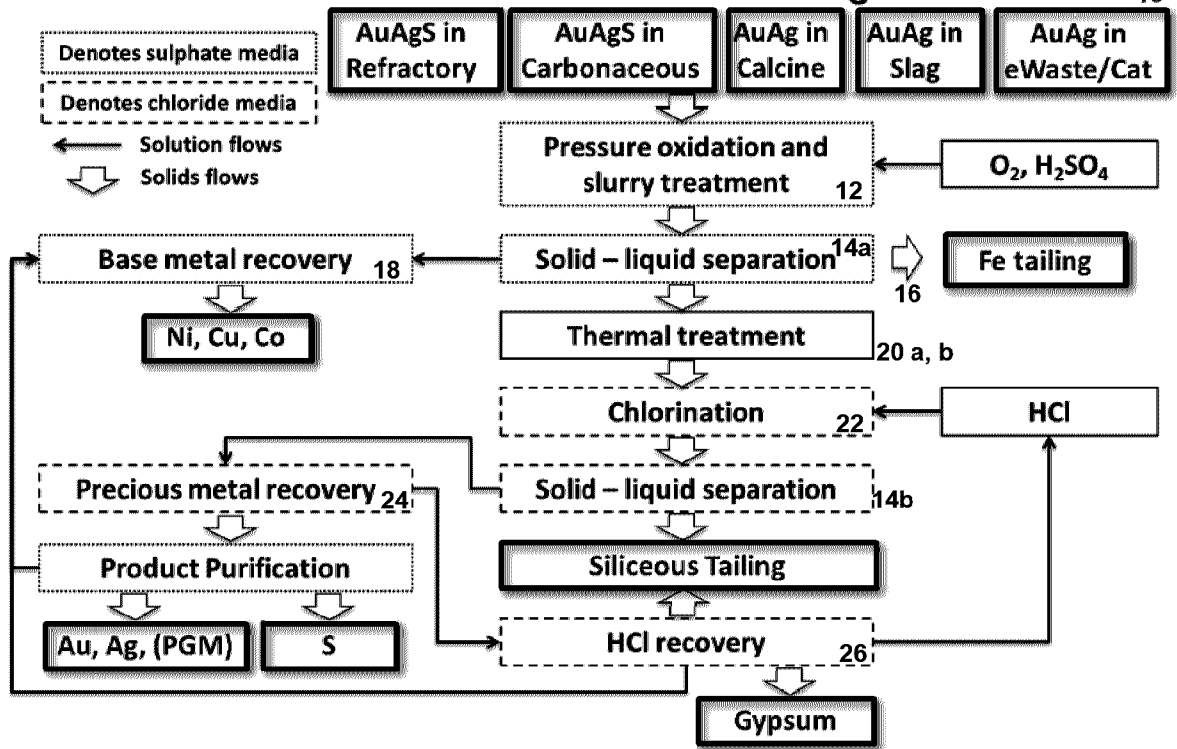 AuAgS in
Refractory
AuAgS in
Carbonaceous
AuAg in
Calcine
AuAg in
Slag
AuAg in
eWaste/Cat
Denotes sulphate media
Denotes chloride media
Solution flows
Solids flows
Pressure oxidation and
slurry treatment
12
O₂, H₂SO₄
Base metal recovery 18
Solid – liquid separation 14a
16
Fe tailing
Ni, Cu, Co
Thermal treatment
20 a, b
Chlorination 22
HCl
Precious metal recovery 24
Solid – liquid separation
14b
Product Purification
Siliceous Tailing
Au, Ag, (PGM)
S
HCl recovery 26
Gypsum